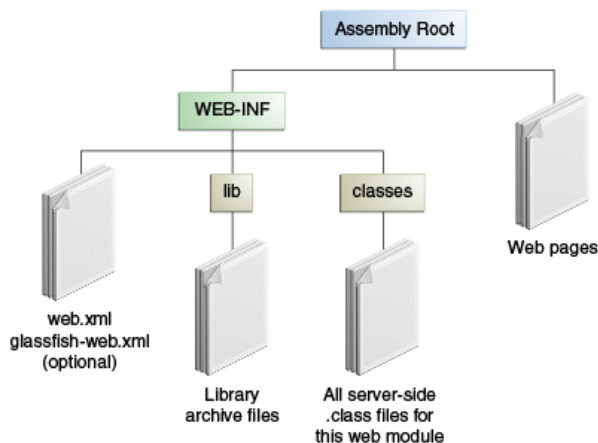 Assembly Root
WEB-INF
lib
classes
Web pages
web.xml
glassfish-web.xml
(optional)
Library
archive files
All server-side
.class files for
this web module